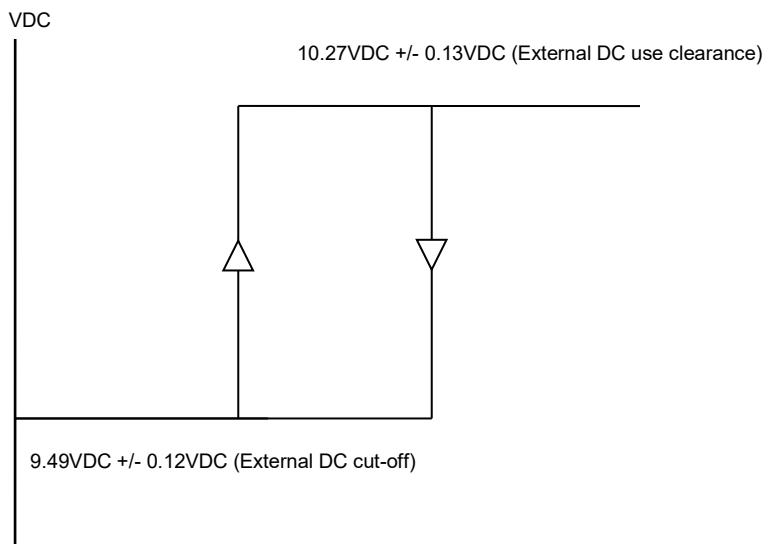 VDC
10.27VDC +/- 0.13VDC (External DC use clearance)
9.49VDC +/- 0.12VDC (External DC cut-off)